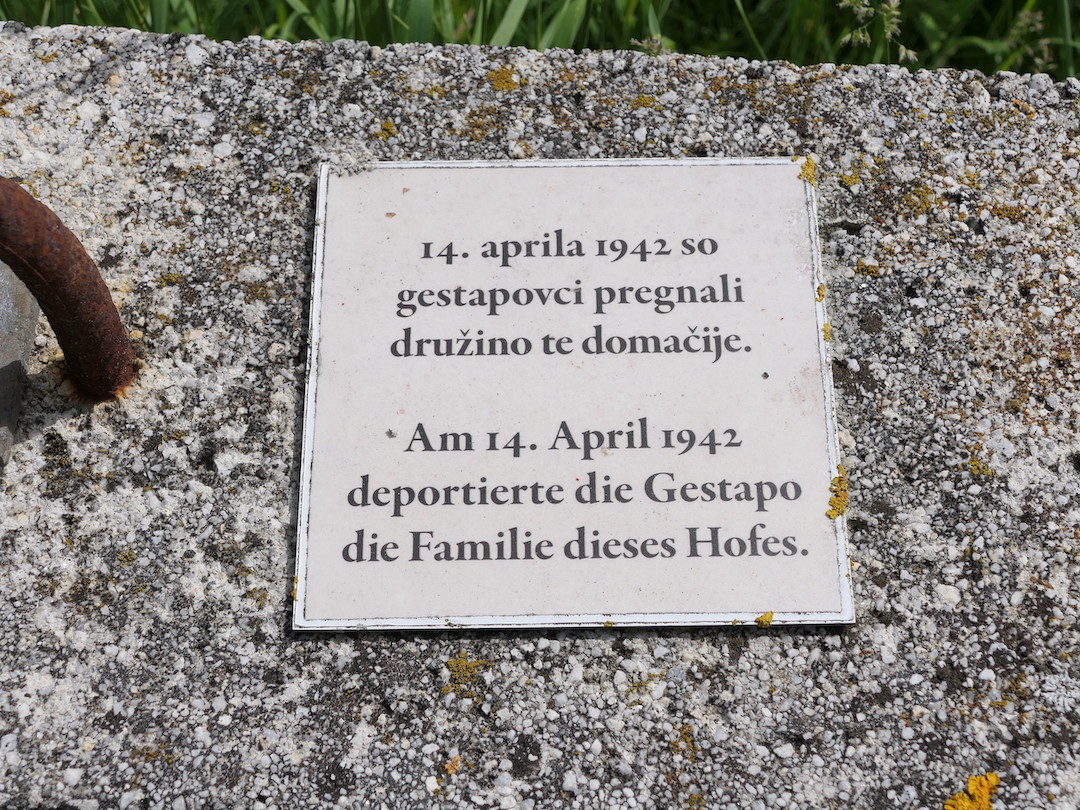 14. aprila 1942 so
gestapovci pregnali
družino te domačije.
Am 14. April 1942
deportierte die Gestapo
die Familie dieses Hofes.